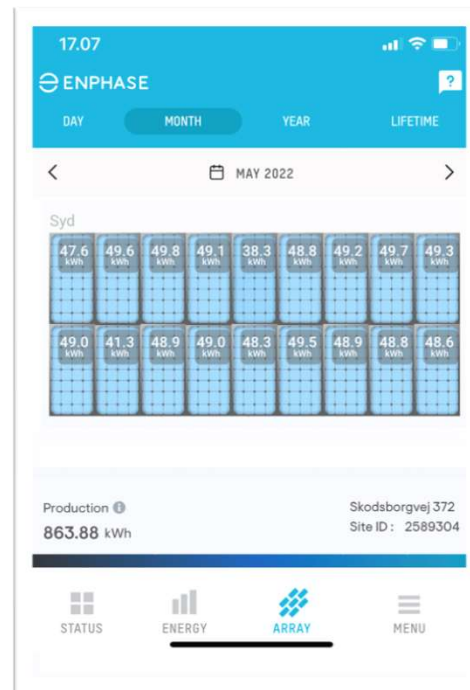 17.07
ENPHASE ?
DAY MONTH YEAR LIFETIME
< MAY 2022 >
Syd
47.6 49.6 49.8 49.1 38.3 48.8 49.2 49.7 49.3
kWh kWh kWh kWh kWh kWh kWh kWh kWh
49.0 41.3 48.9 49.0 48.3 49.5 48.9 48.8 48.6
kWh kWh kWh kWh kWh kWh kWh kWh kWh
Production Skodsborgvej 372
863.88 kWh Site ID : 2589304
STATUS ENERGY ARRAY MENU